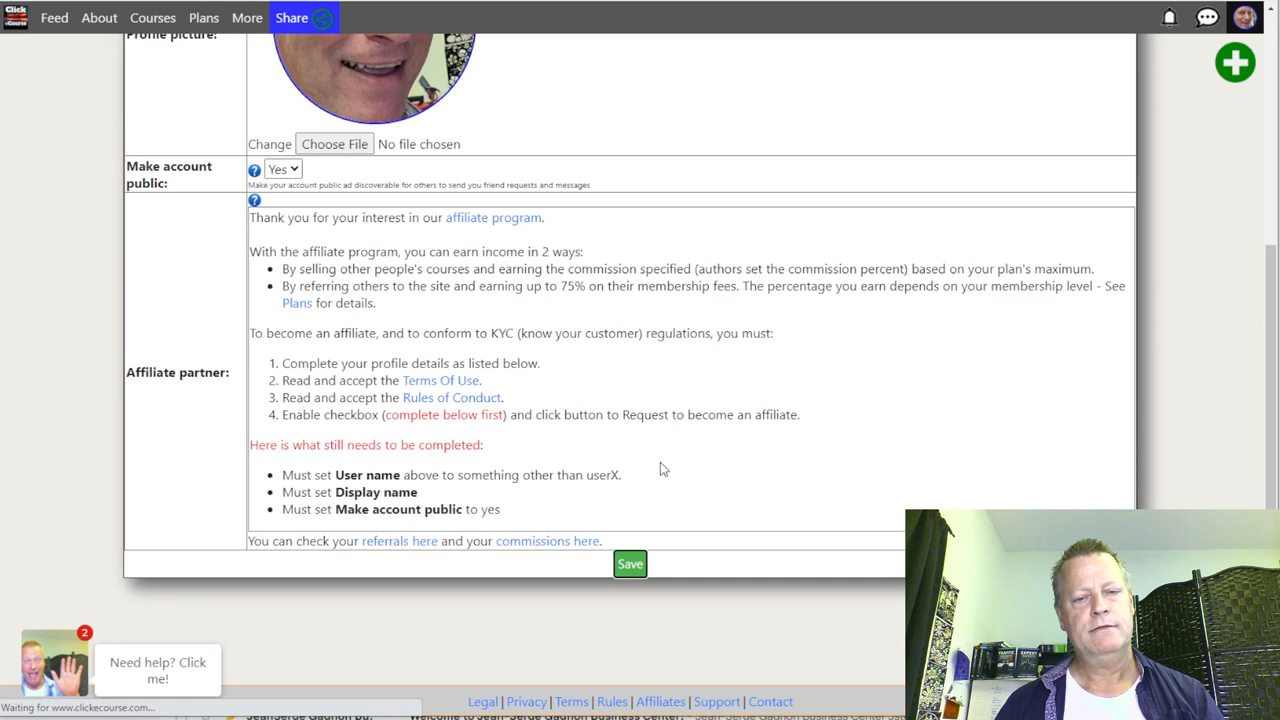 Click
eCourse
Feed About Courses Plans More Share
Profile picture:
Change Choose File No file chosen
Make account public:
? Yes
Make your account public ad discoverable for others to send you friend requests and messages
?
Affiliate partner:
Thank you for your interest in our affiliate program.
With the affiliate program, you can earn income in 2 ways:
• By selling other people's courses and earning the commission specified (authors set the commission percent) based on your plan's maximum.
• By referring others to the site and earning up to 75% on their membership fees. The percentage you earn depends on your membership level - See
Plans for details.
To become an affiliate, and to conform to KYC (know your customer) regulations, you must:
1. Complete your profile details as listed below.
2. Read and accept the Terms Of Use.
3. Read and accept the Rules of Conduct.
4. Enable checkbox (complete below first) and click button to Request to become an affiliate.
Here is what still needs to be completed:
• Must set User name above to something other than userX.
• Must set Display name
• Must set Make account public to yes
You can check your referrals here and your commissions here.
Save
2
Need help? Click
me!
TRAFFIC
EXPERT
Legal | Privacy | Terms | Rules | Affiliates | Support | Contact
Waiting for www.clickecourse.com...